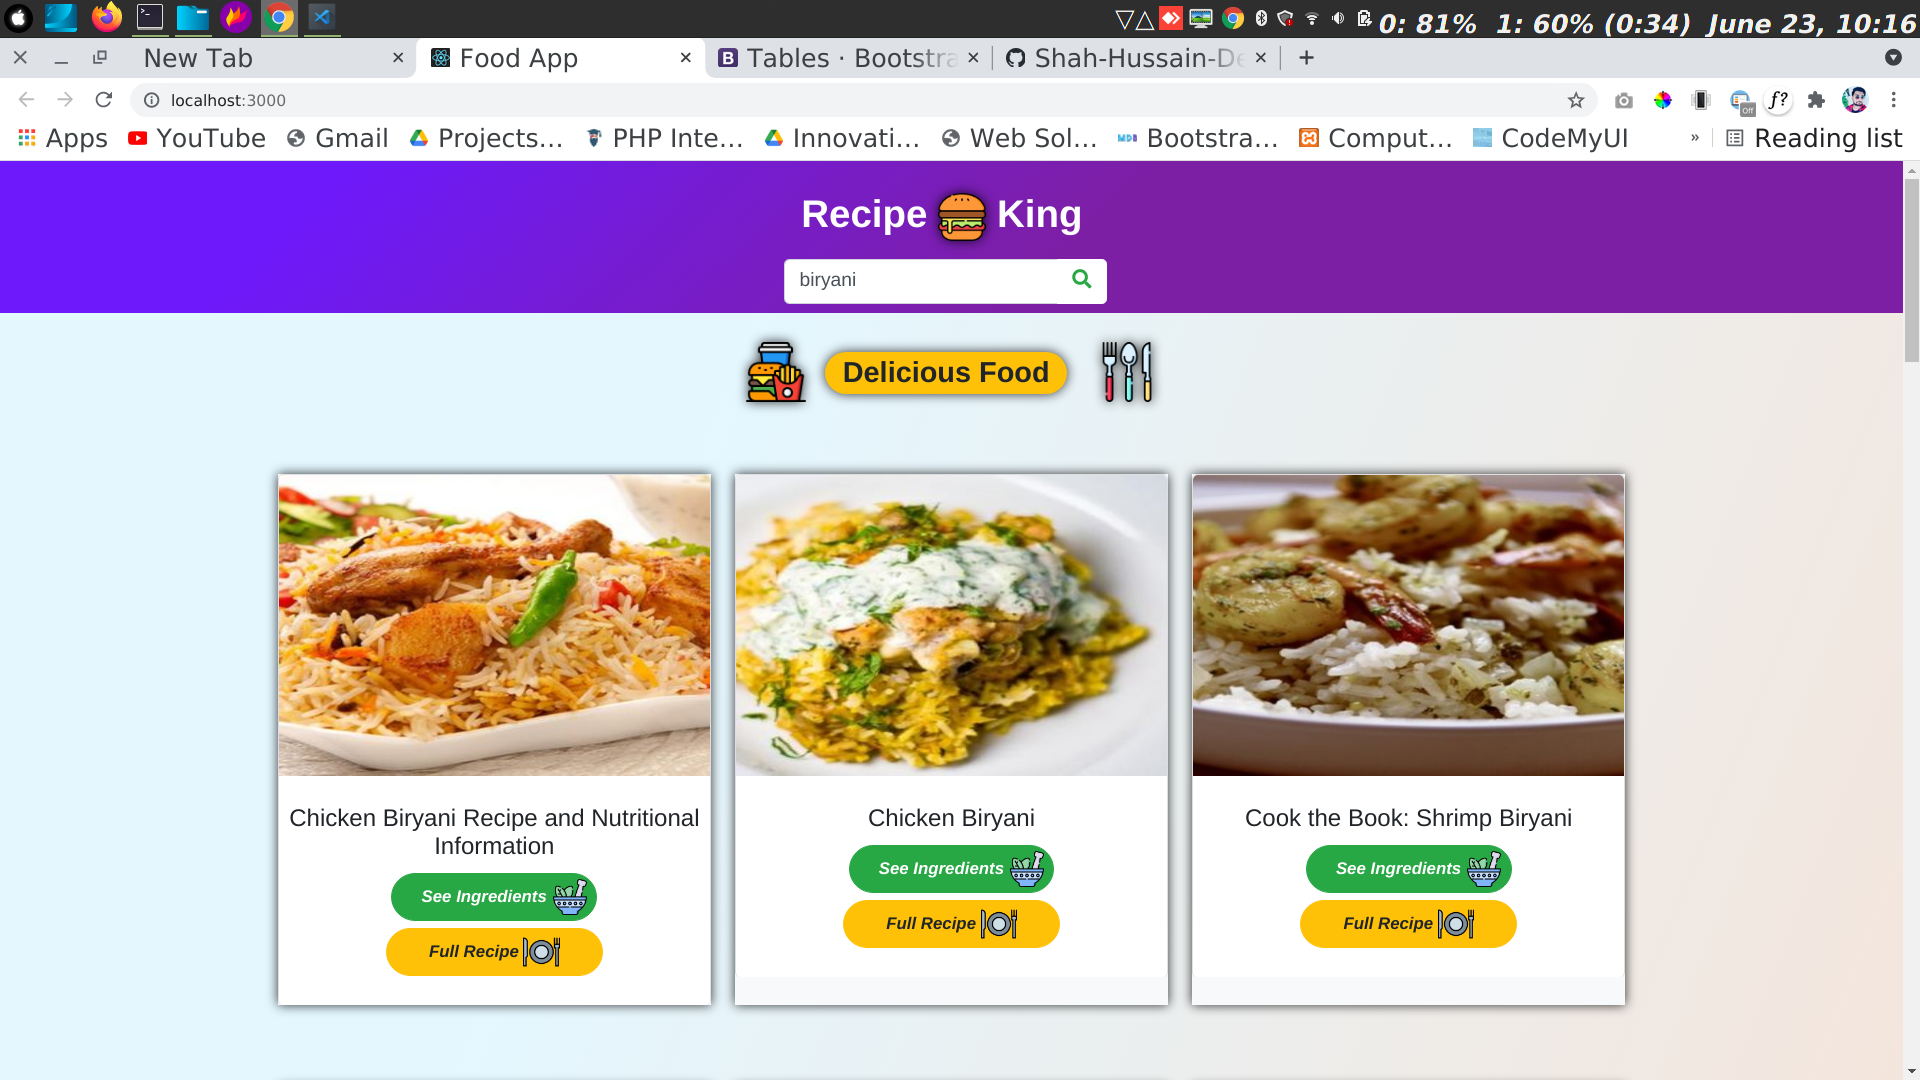 0: 81% 1: 60% (0:34) June 23, 10:16
New Tab
Food App
Tables · Bootstra
Shah-Hussain-De
localhost:3000
Off
f?
Apps
YouTube
Gmail
Projects...
PHP Inte...
Innovati...
Web Sol...
Bootstra...
Comput...
CodeMyUI
»
Reading list
Recipe King
biryani
Delicious Food
Chicken Biryani Recipe and Nutritional
Information
See Ingredients
Full Recipe
Chicken Biryani
See Ingredients
Full Recipe
Cook the Book: Shrimp Biryani
See Ingredients
Full Recipe